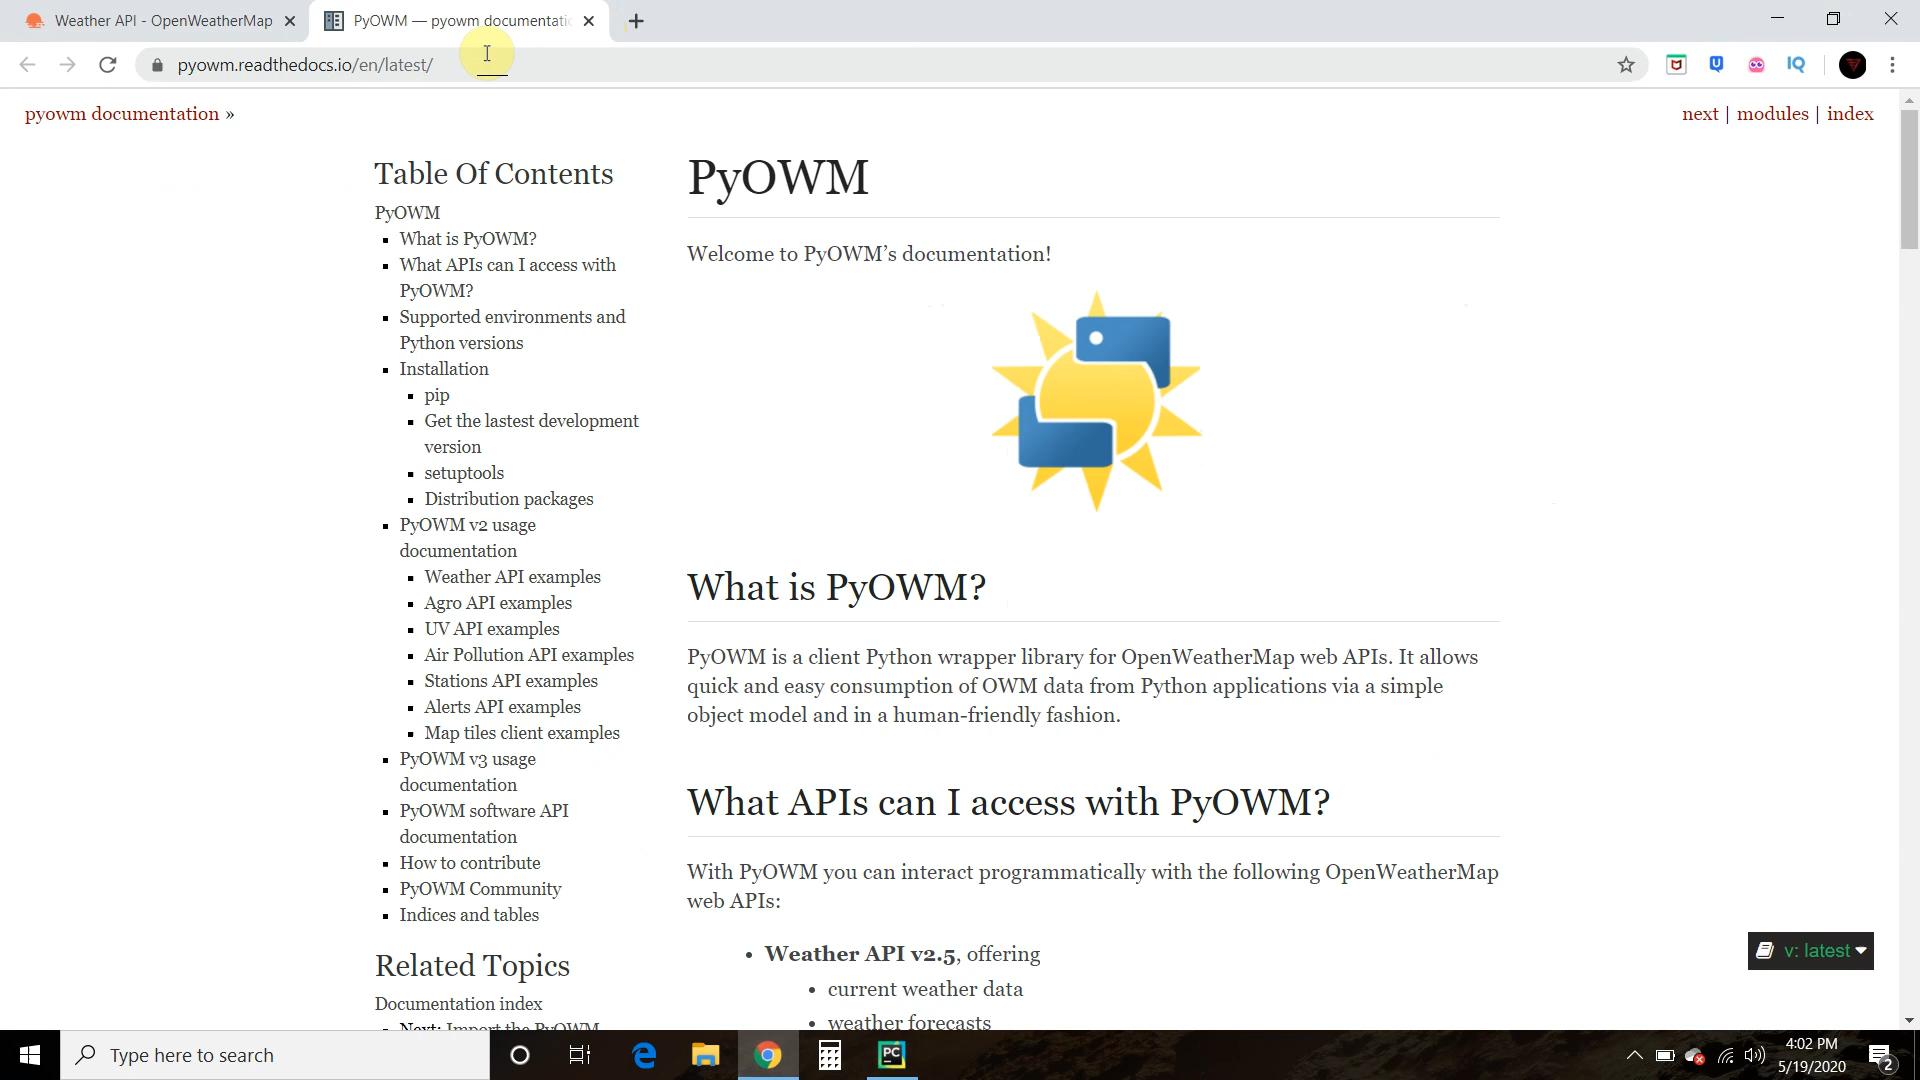 Weather API - OpenWeatherMap
PyOWM — pyowm documentatio
pyowm.readthedocs.io/en/latest/
IQ
pyowm documentation »
next | modules | index
Table Of Contents
PyOWM
What is PyOWM?
What APIs can I access with
PyOWM?
Supported environments and
Python versions
Installation
pip
Get the lastest development
version
setuptools
Distribution packages
PyOWM v2 usage
documentation
Weather API examples
Agro API examples
UV API examples
Air Pollution API examples
Stations API examples
Alerts API examples
Map tiles client examples
PyOWM v3 usage
documentation
PyOWM software API
documentation
How to contribute
PyOWM Community
Indices and tables
Related Topics
Documentation index
Next: Import the PyOWM
PyOWM
Welcome to PyOWM’s documentation!
What is PyOWM?
PyOWM is a client Python wrapper library for OpenWeatherMap web APIs. It allows
quick and easy consumption of OWM data from Python applications via a simple
object model and in a human-friendly fashion.
What APIs can I access with PyOWM?
With PyOWM you can interact programmatically with the following OpenWeatherMap
web APIs:
Weather API v2.5, offering
current weather data
weather forecasts
v: latest
Type here to search
PC
4:02 PM
5/19/2020
2